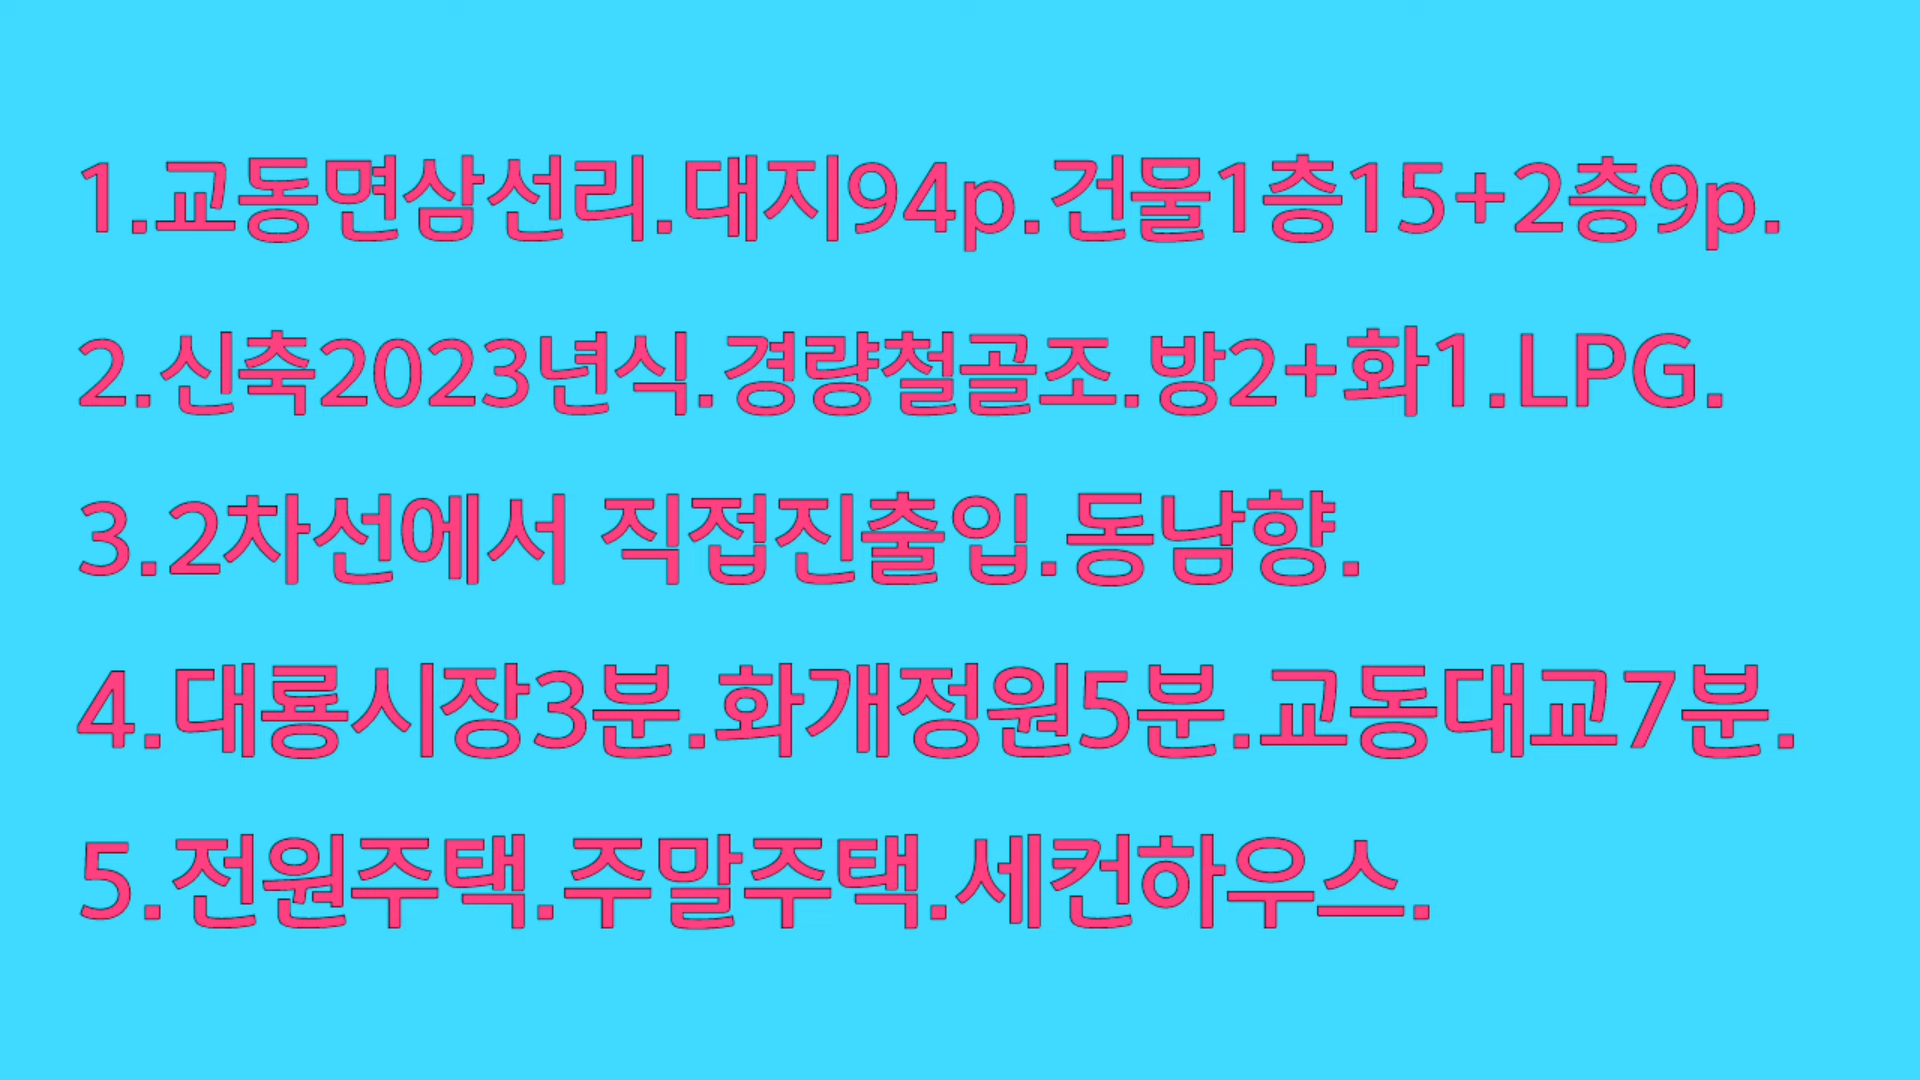 1.교동면삼선리.대지94p.건물1층15+2층9p.
2.신축2023년식.경량철골조.방2+화1.LPG.
3.2차선에서 직접진출입.동남향.
4.대룡시장3분.화개정원5분.교동대교7분.
5.전원주택.주말주택.세컨하우스.